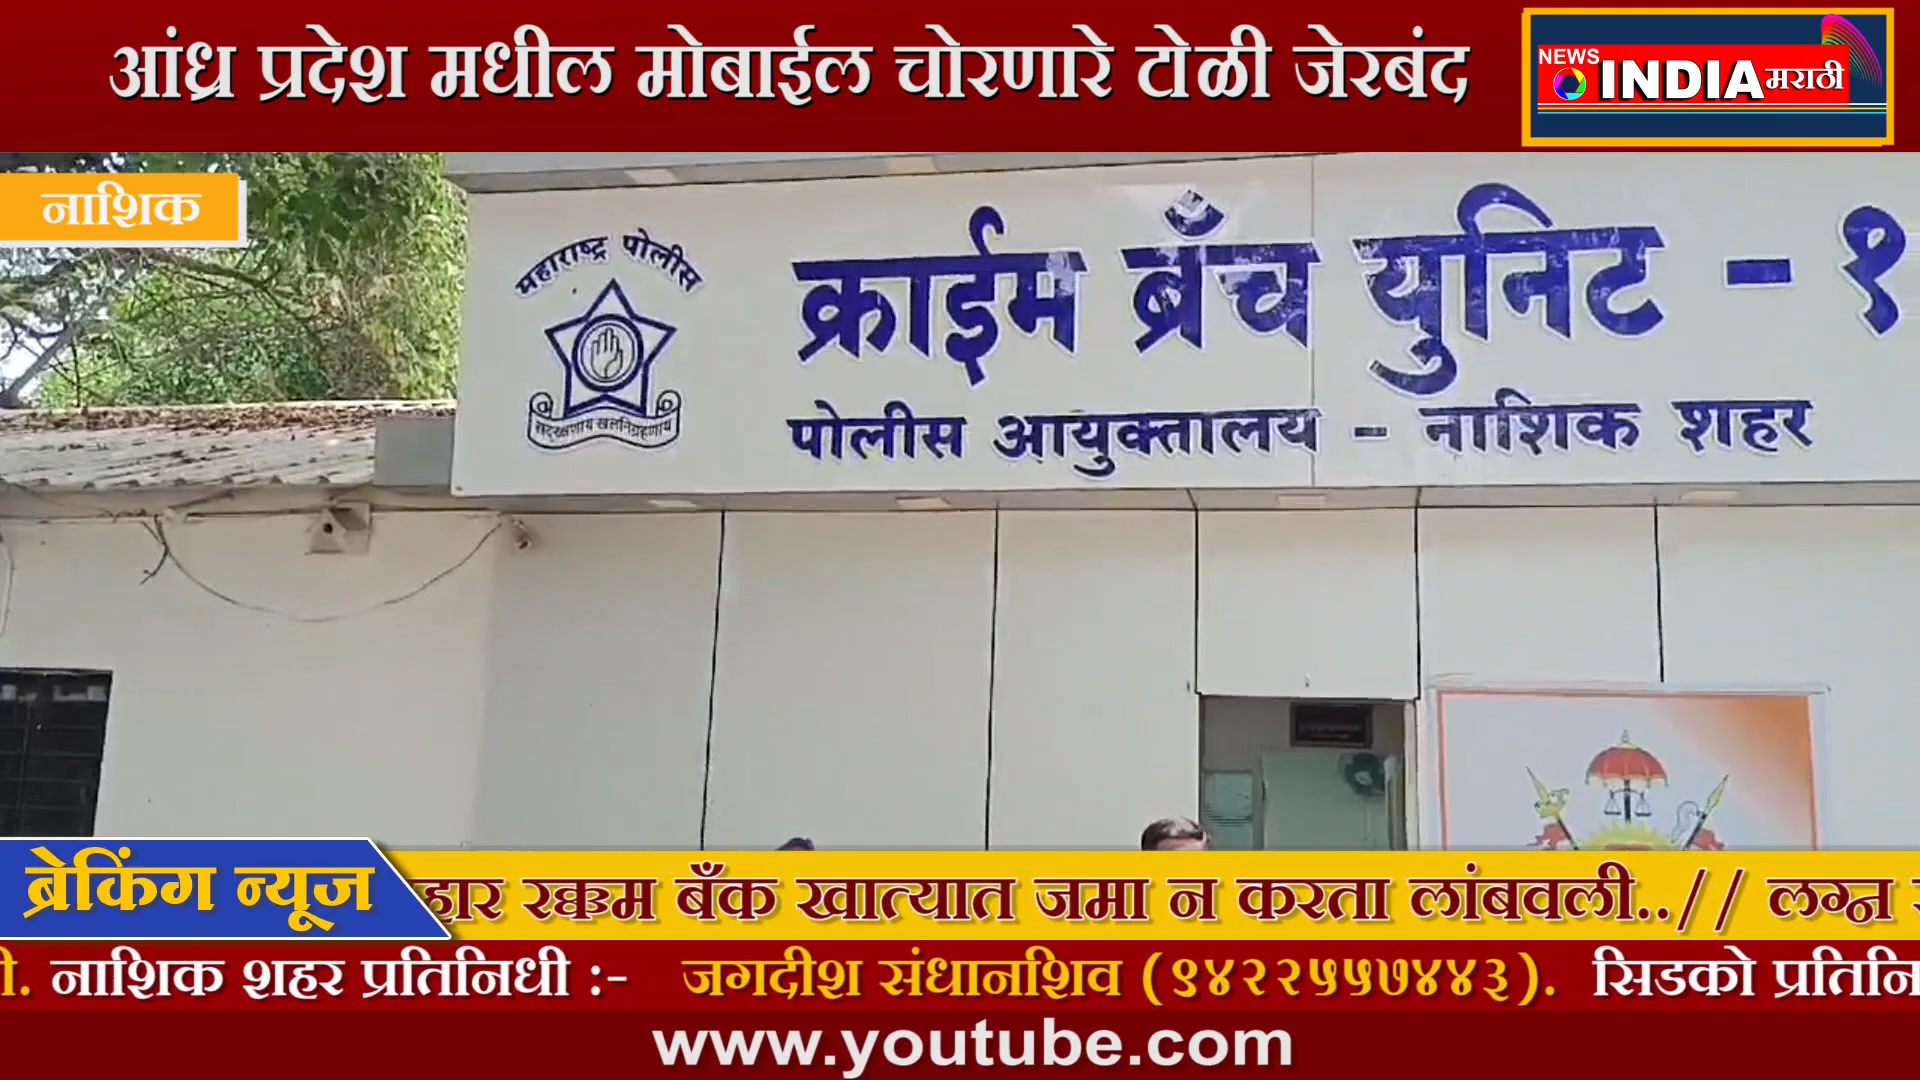 आंध्र प्रदेश मधील मोबाईल चोरणारे टोळी जेरबंद
NEWS
INDIA मराठी
नाशिक
महाराष्ट्र पोलीस
सद्रक्षणाय खलनिग्रहणाय
क्राईम ब्रँच युनिट - १
पोलीस आयुक्तालय - नाशिक शहर
ब्रेकिंग न्यूज
हार रक्कम बँक खात्यात जमा न करता लांबवली..// लग्न
ी. नाशिक शहर प्रतिनिधी :- जगदीश संधानशिव (९४२२५५७४४३). सिडको प्रतिनि
www.youtube.com